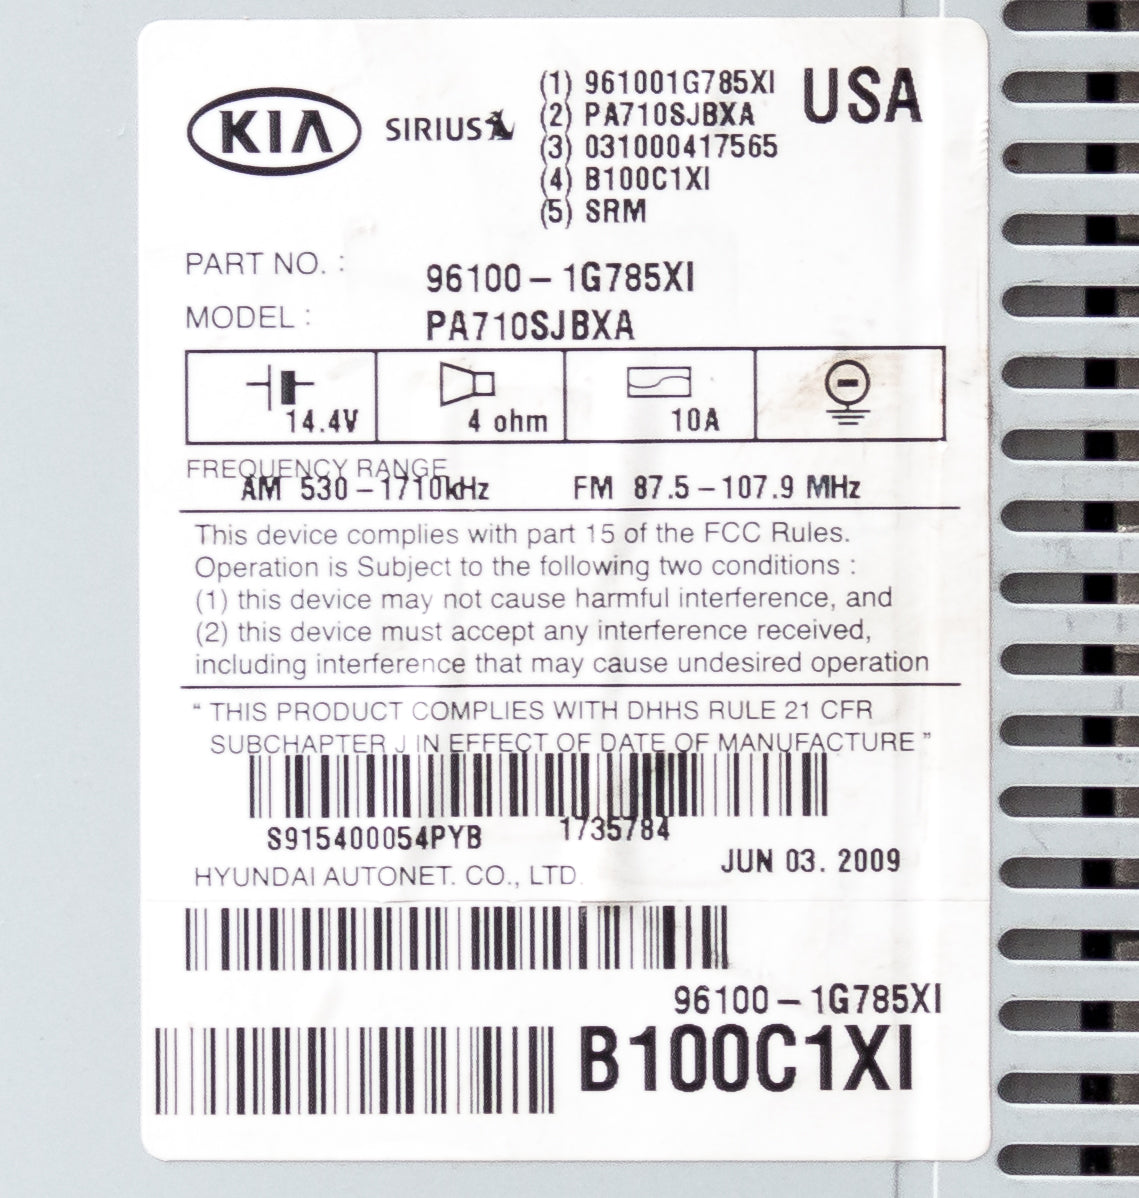 KIA SIRIUS
(1) 961001G785XI USA
(2) PA710SJBXA
(3) 031000417565
(4) B100C1XI
(5) SRM
PART NO. : 96100-1G785XI
MODEL : PA710SJBXA
14.4V 4 ohm 10A
FREQUENCY RANGE
AM 530-1710kHz FM 87.5-107.9 MHz
This device complies with part 15 of the FCC Rules.
Operation is Subject to the following two conditions :
(1) this device may not cause harmful interference, and
(2) this device must accept any interference received,
including interference that may cause undesired operation
" THIS PRODUCT COMPLIES WITH DHHS RULE 21 CFR
SUBCHAPTER J IN EFFECT OF DATE OF MANUFACTURE "
S915400054PYB 1735784
JUN 03. 2009
HYUNDAI AUTONET. CO., LTD.
96100-1G785XI
B100C1XI